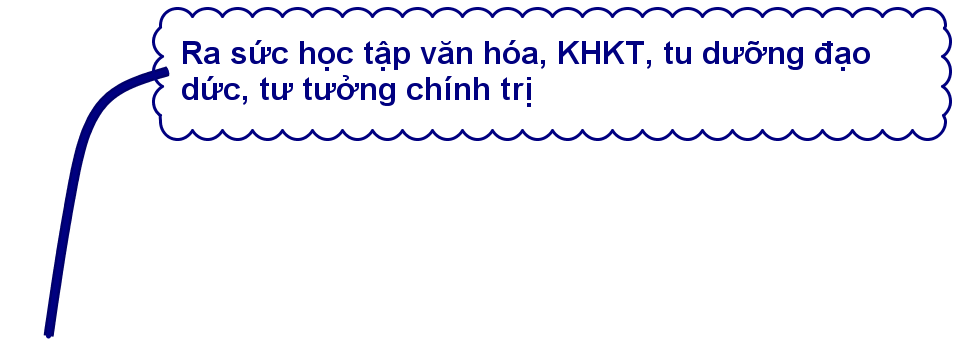 Ra sức học tập văn hóa, KHKT, tu dưỡng đạo
dức, tư tưởng chính trị